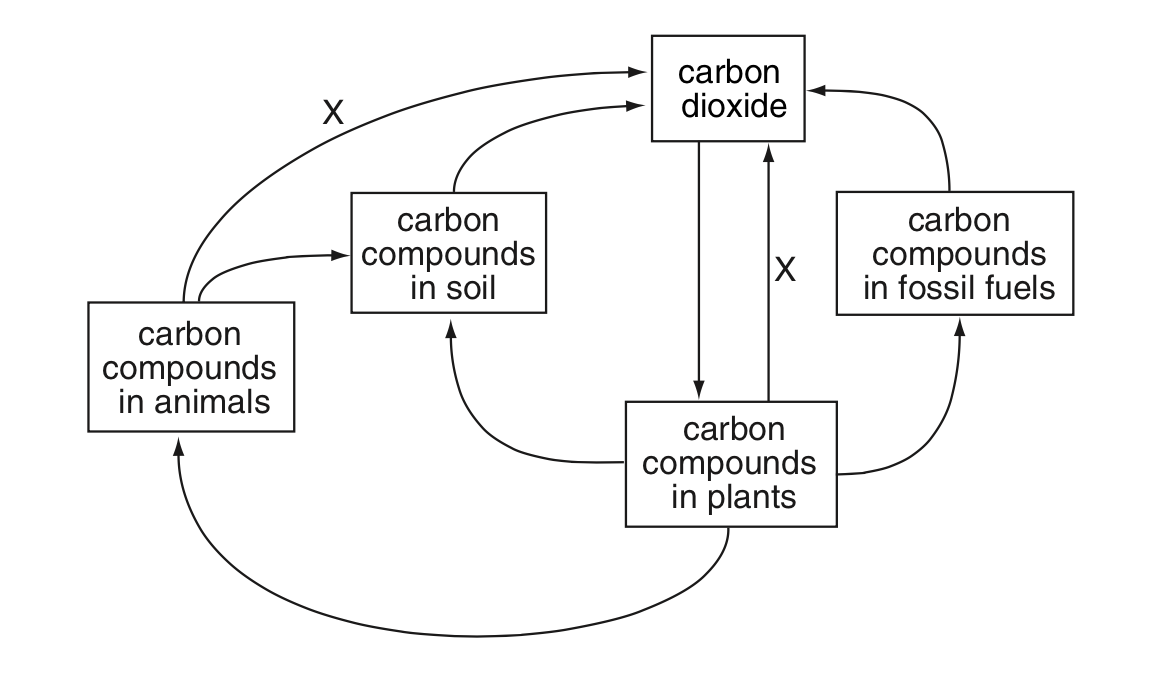 carbon
dioxide
X
carbon
compounds
in soil
carbon
compounds
in fossil fuels
X
carbon
compounds
in animals
carbon
compounds
in plants